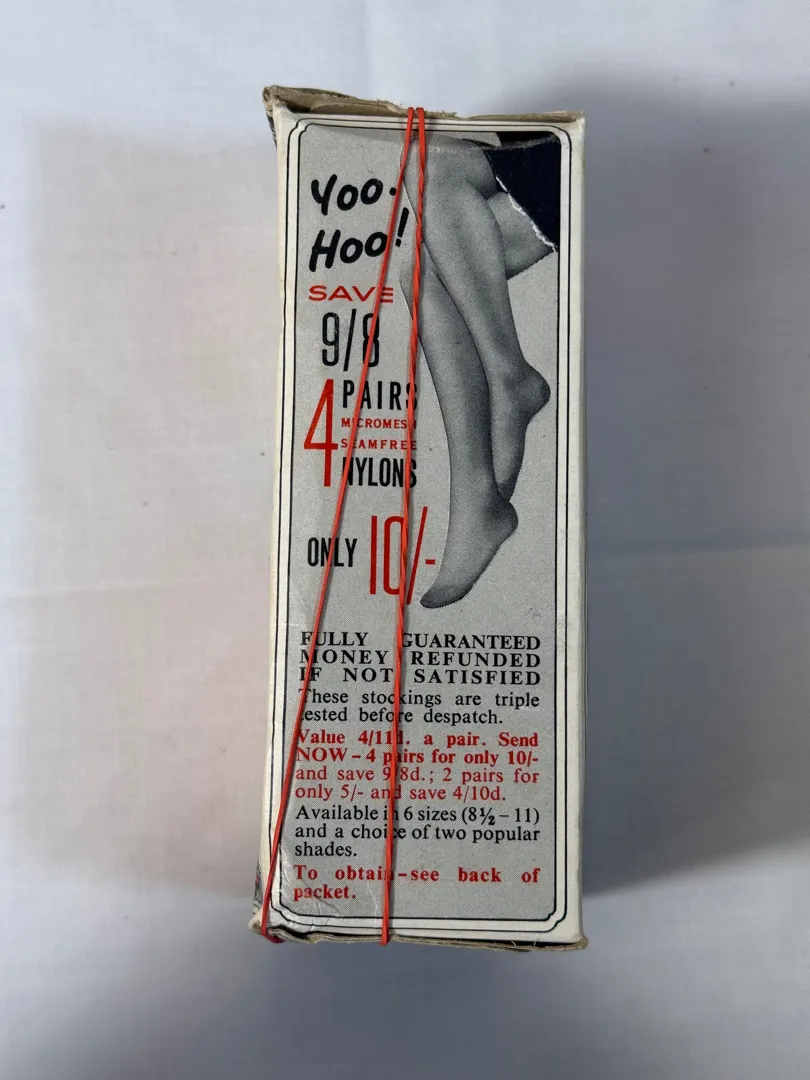 Yoo-
Hoo!
SAVE
9/8
4 PAIRS
MICROMESH
SEAMFREE
NYLONS
ONLY 10/-
FULLY GUARANTEED
MONEY REFUNDED
IF NOT SATISFIED
These stockings are triple
tested before despatch.
Value 4/11d. a pair. Send
NOW – 4 pairs for only 10/-
and save 9/8d.; 2 pairs for
only 5/- and save 4/10d.
Available in 6 sizes (8½ – 11)
and a choice of two popular
shades.
To obtain – see back of
packet.